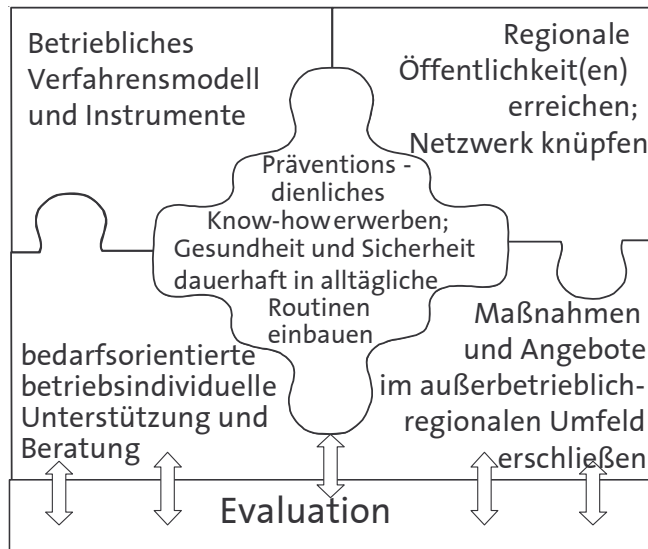 Betriebliches
Verfahrensmodell
und Instrumente
Regionale
Öffentlichkeit(en)
erreichen;
Netzwerk knüpfen
Präventions -
dienliches
Know-howerwerben;
Gesundheit und Sicherheit
dauerhaft in alltägliche
Routinen
einbauen
bedarfsorientierte
betriebsindividuelle
Unterstützung und
Beratung
Maßnahmen
und Angebote
im außerbetrieblich-
regionalen Umfeld
erschließen
Evaluation